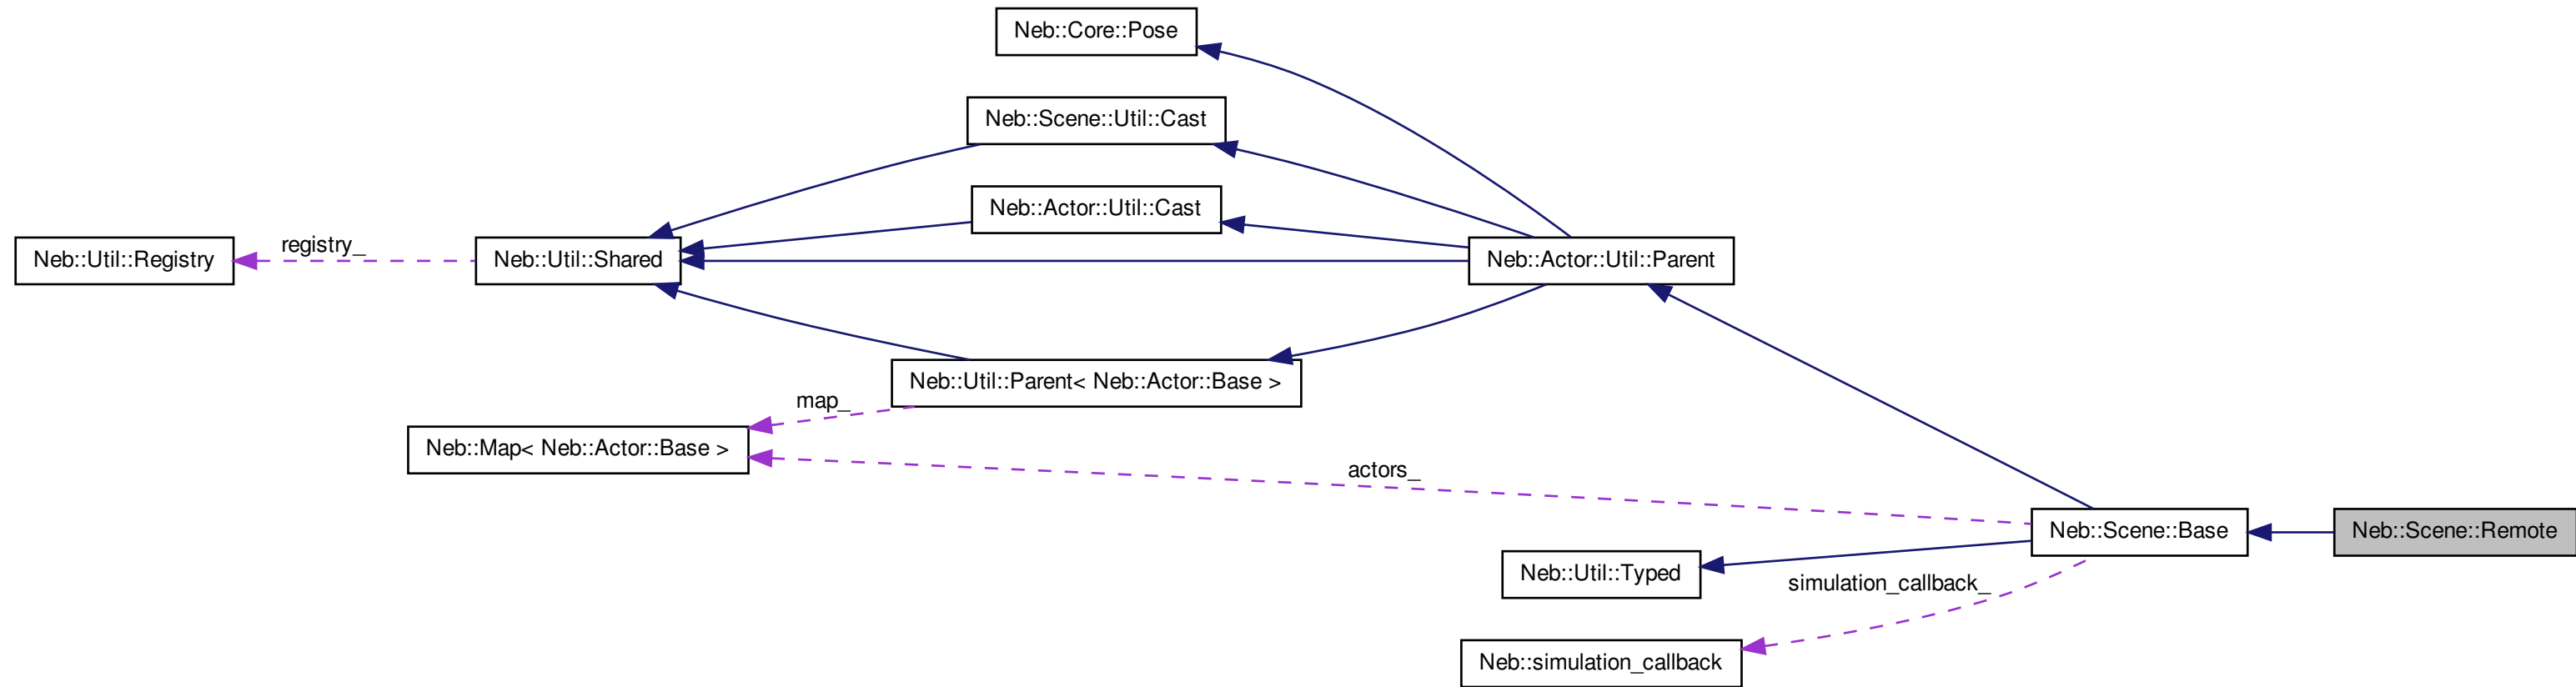 Neb::Core::Pose
Neb::Scene::Util::Cast
Neb::Actor::Util::Cast
Neb::Util::Registry
registry_
Neb::Util::Shared
Neb::Actor::Util::Parent
Neb::Util::Parent< Neb::Actor::Base >
map_
Neb::Map< Neb::Actor::Base >
actors_
Neb::Scene::Base
Neb::Scene::Remote
Neb::Util::Typed
simulation_callback_
Neb::simulation_callback